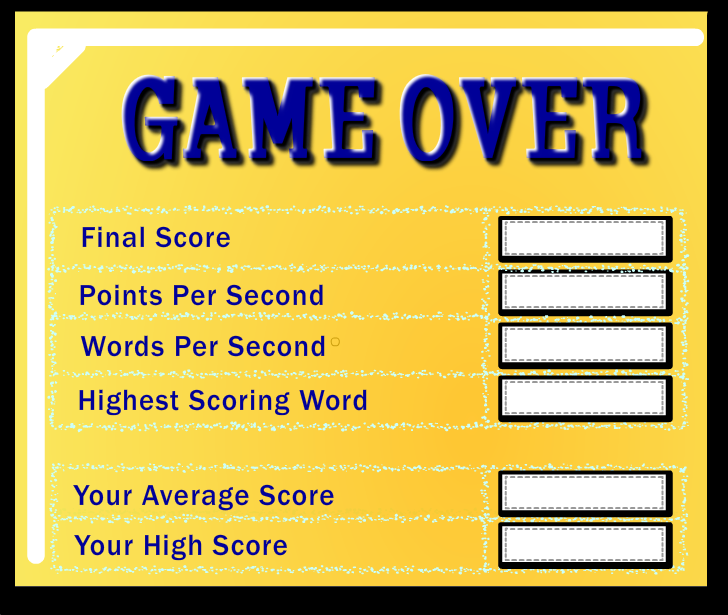 GAME OVER
Final Score
Points Per Second
Words Per Second
Highest Scoring Word
Your Average Score
Your High Score